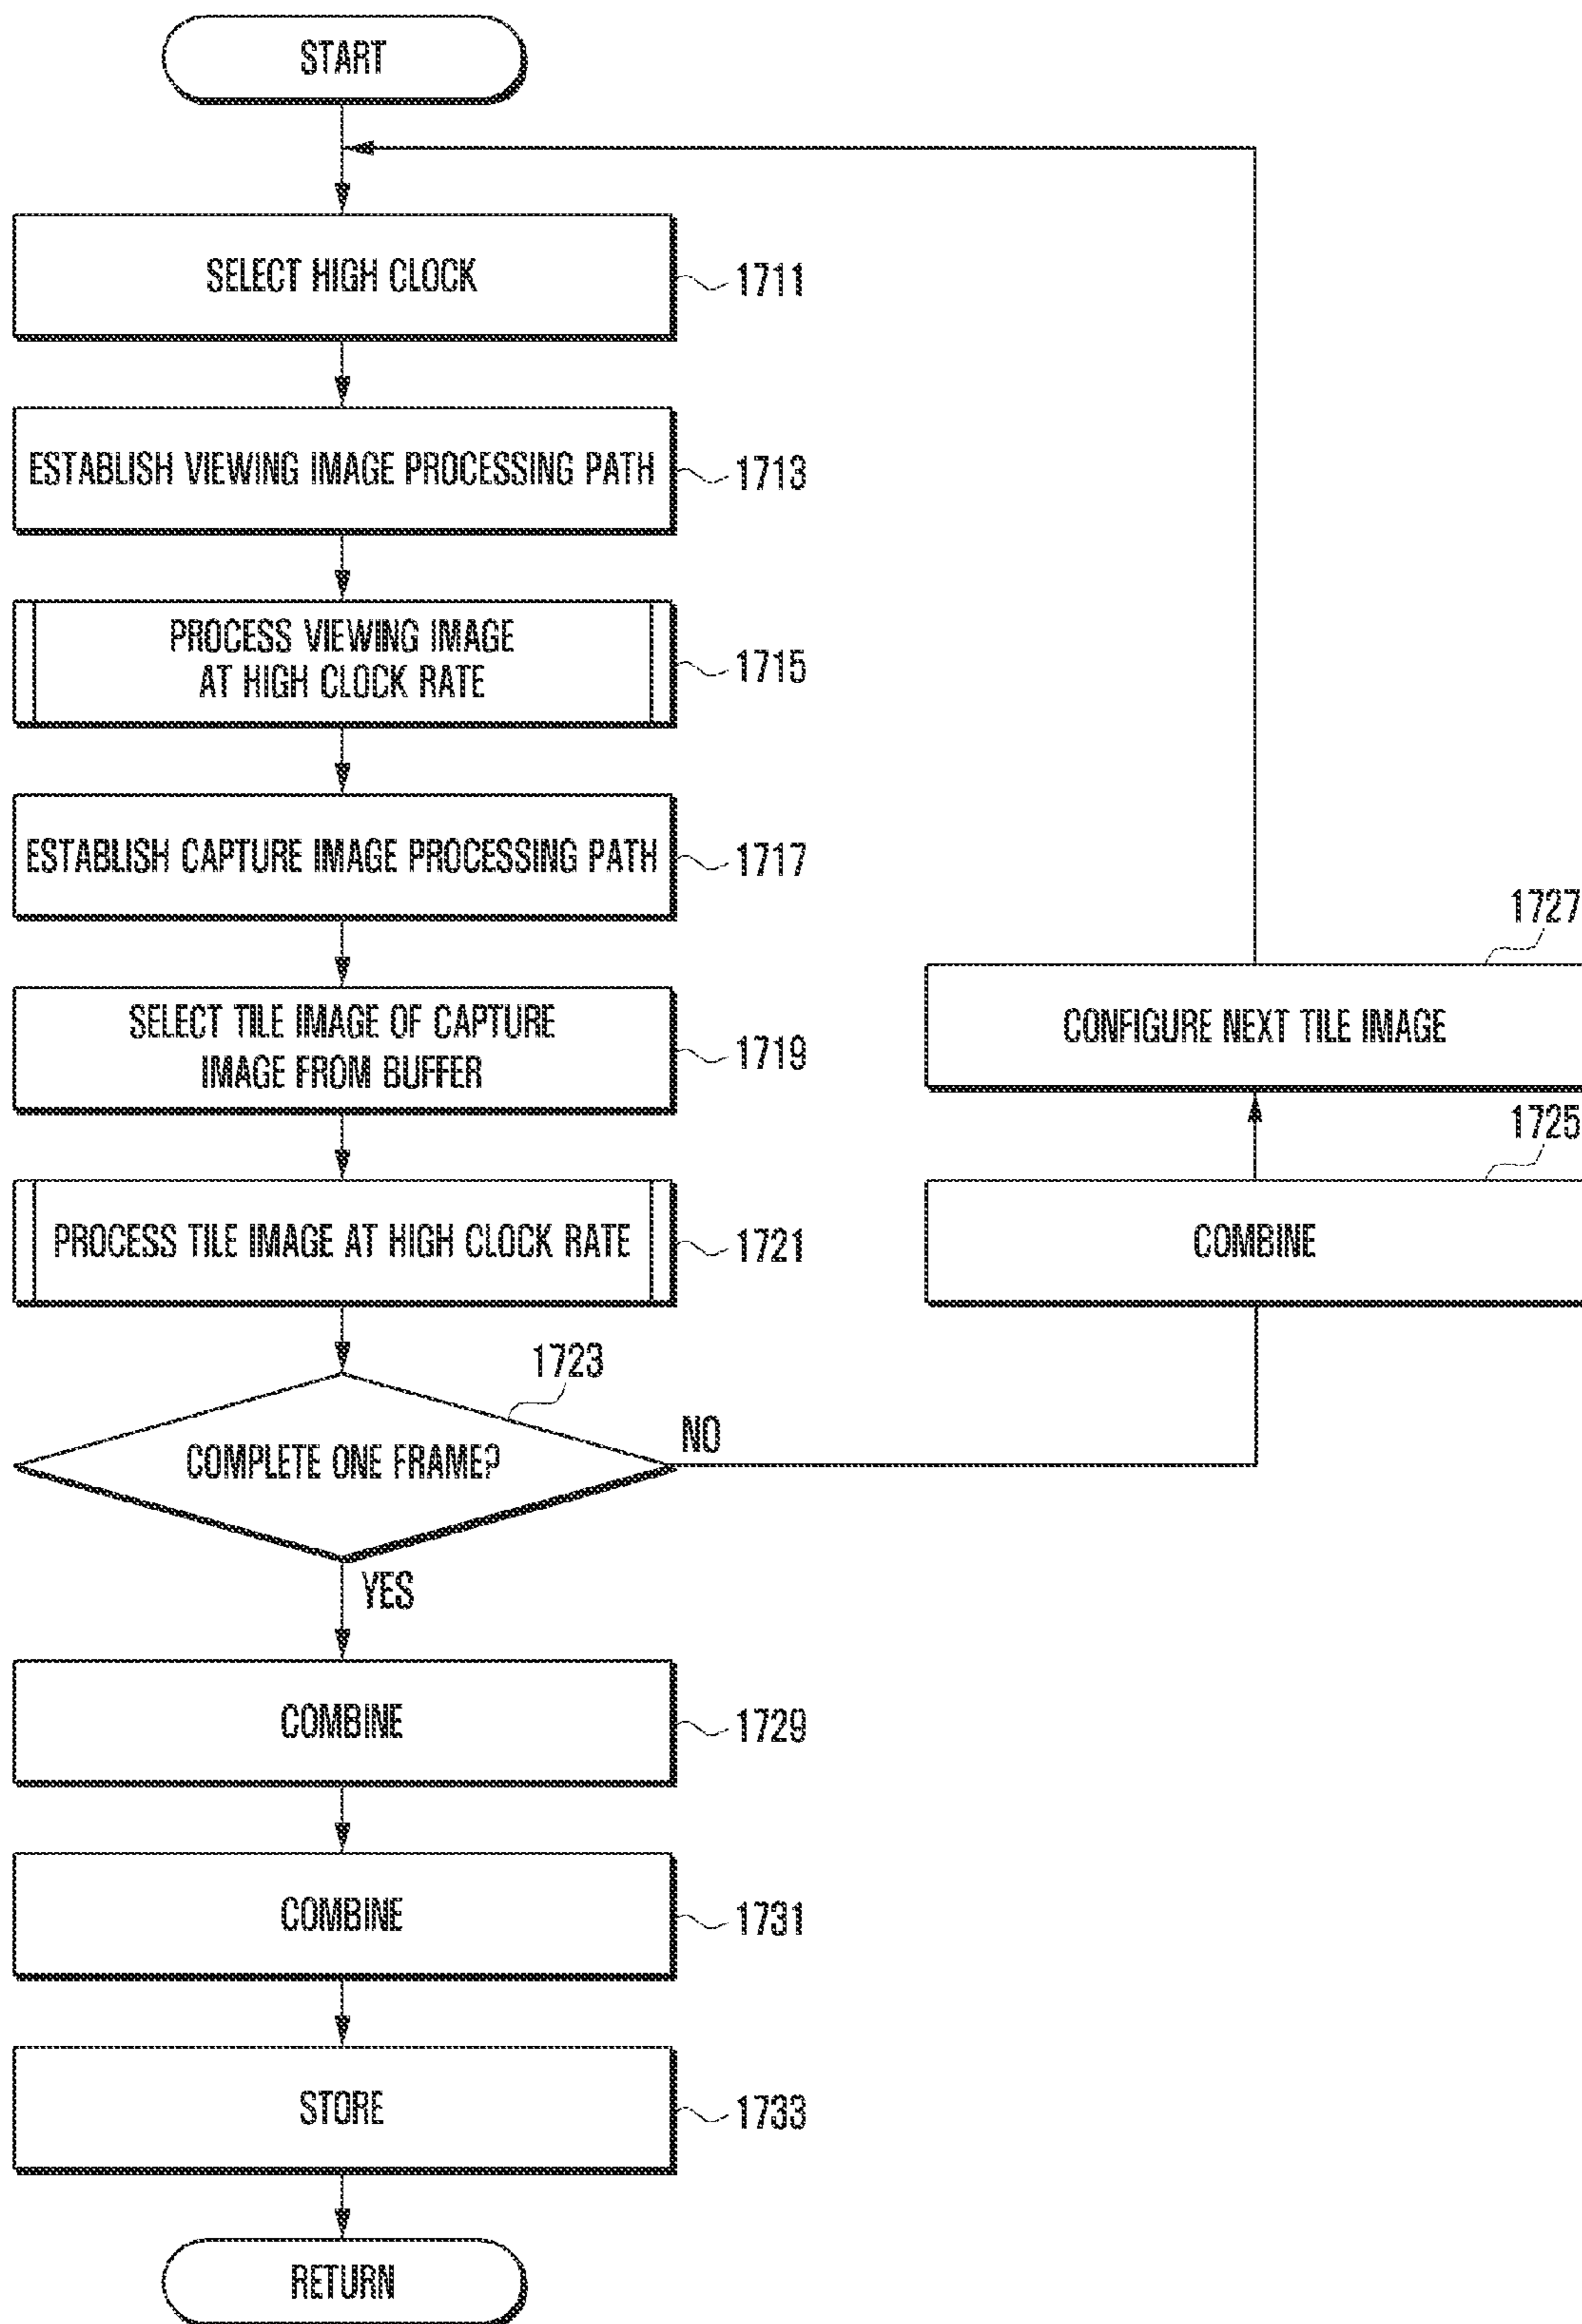 START
SELECT HIGH CLOCK
1711
ESTABLISH VIEWING IMAGE PROCESSING PATH
1713
PROCESS VIEWING IMAGE
AT HIGH CLOCK RATE
1715
ESTABLISH CAPTURE IMAGE PROCESSING PATH
1717
SELECT TILE IMAGE OF CAPTURE
IMAGE FROM BUFFER
1719
PROCESS TILE IMAGE AT HIGH CLOCK RATE
1721
1723
COMPLETE ONE FRAME?
NO
YES
1727
CONFIGURE NEXT TILE IMAGE
1725
COMBINE
COMBINE
1729
COMBINE
1731
STORE
1733
RETURN